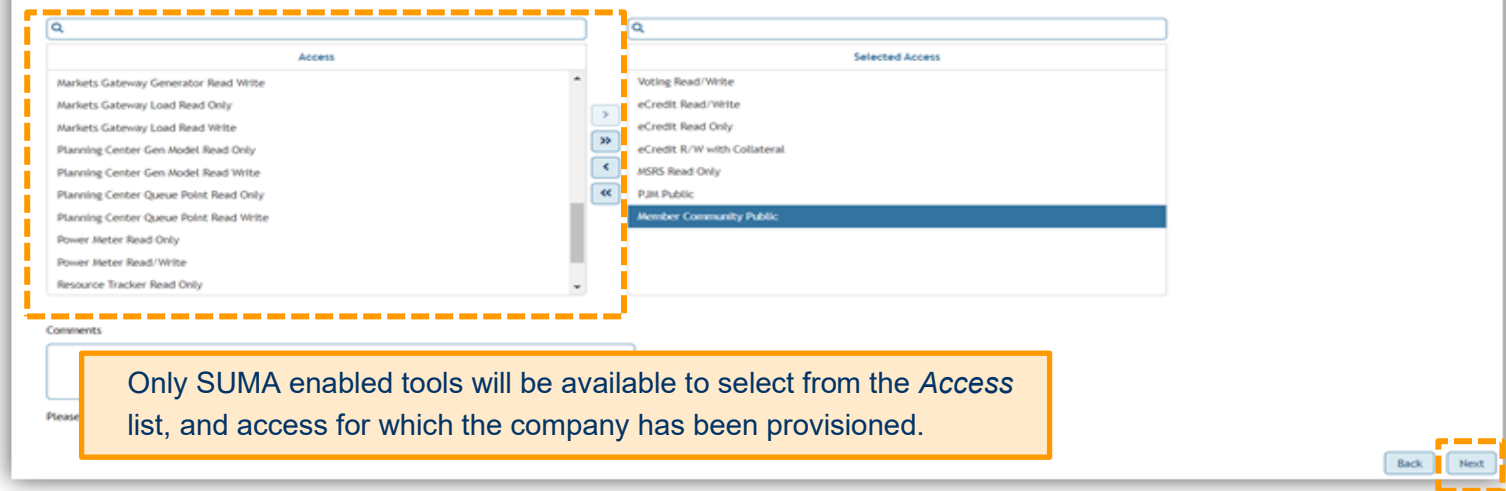 Access
Markets Gateway Generator Read Write
Markets Gateway Load Read Only
Markets Gateway Load Read Write
Planning Center Gen Model Read Only
Planning Center Gen Model Read Write
Planning Center Queue Point Read Only
Planning Center Queue Point Read Write
Power Meter Read Only
Power Meter Read/Write
Resource Tracker Read Only
>
>>
<
<<
Selected Access
Voting Read/Write
eCredit Read/Write
eCredit Read Only
eCredit R/W with Collateral
MSRS Read Only
PJM Public
Member Community Public
Comments
Please
Only SUMA enabled tools will be available to select from the Access
list, and access for which the company has been provisioned.
Back
Next